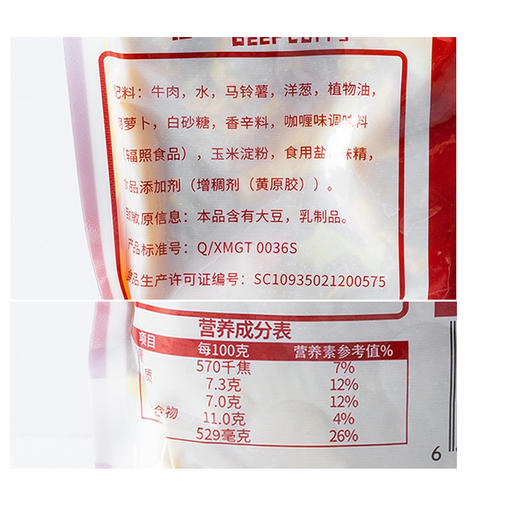 BEEF CURRY
配料：牛肉，水，马铃薯，洋葱，植物油，
胡萝卜，白砂糖，香辛料，咖喱味调味料
（辐照食品），玉米淀粉，食用盐，味精，
食品添加剂（增稠剂（黄原胶））。
致敏原信息：本品含有大豆，乳制品。
产品标准号：Q/XMGT 0036S
食品生产许可证编号：SC10935021200575
营养成分表
项目 每100克 营养素参考值%
570千焦 7%
质 7.3克 12%
7.0克 12%
合物 11.0克 4%
529毫克 26%
6